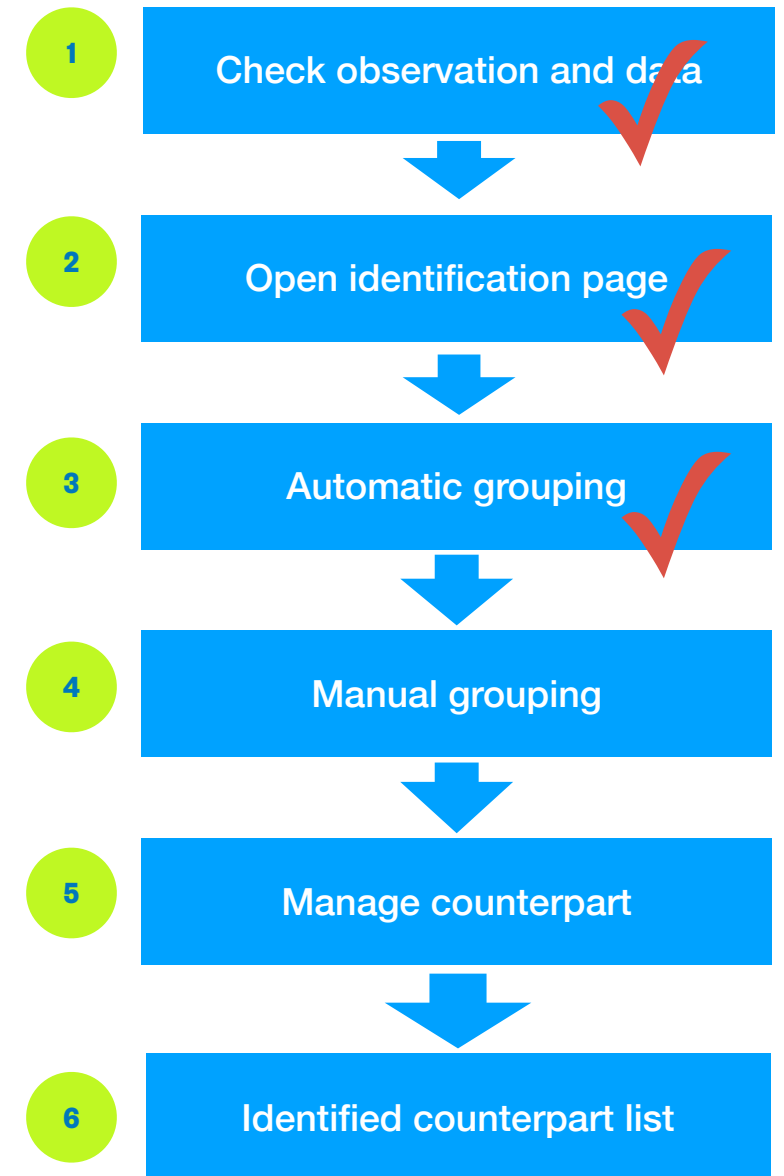 1
Check observation and data
2
Open identification page
3
Automatic grouping
4
Manual grouping
5
Manage counterpart
6
Identified counterpart list